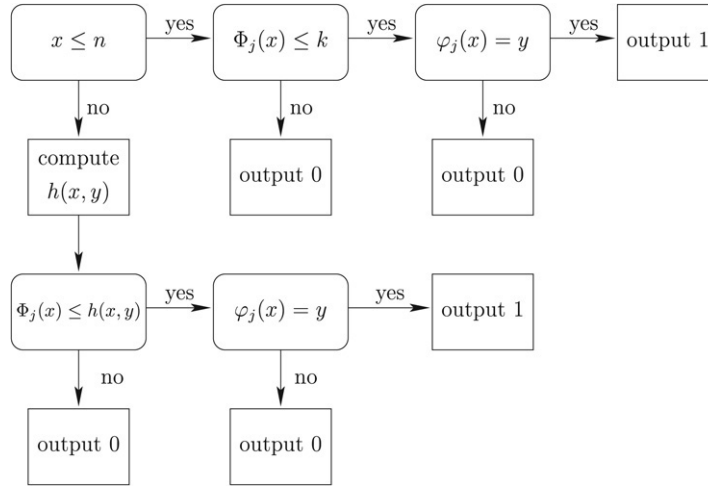 x ≤ n
yes
Φ_j(x) ≤ k
yes
φ_j(x) = y
yes
output 1
no
no
no
compute
h(x, y)
output 0
output 0
Φ_j(x) ≤ h(x, y)
yes
φ_j(x) = y
yes
output 1
no
no
output 0
output 0